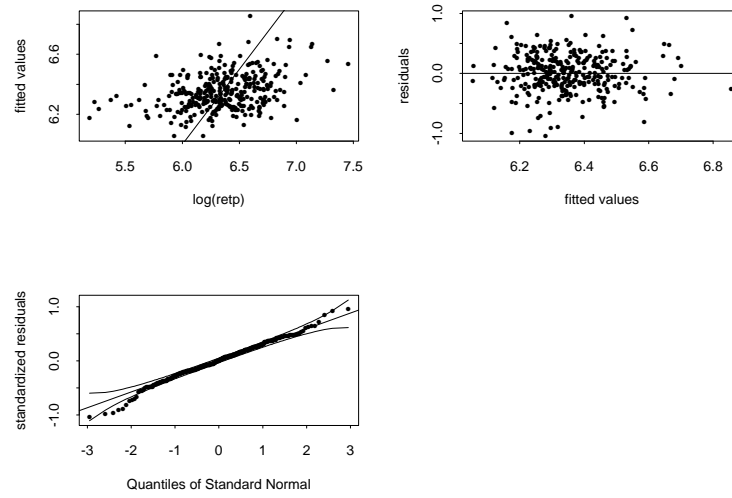 fitted values
6.6
6.2
5.5 6.0 6.5 7.0 7.5
log(retp)
residuals
0.0
-1.0
6.2 6.4 6.6 6.8
fitted values
standardized residuals
1.0
0.0
-1.0
-3 -2 -1 0 1 2 3
Quantiles of Standard Normal